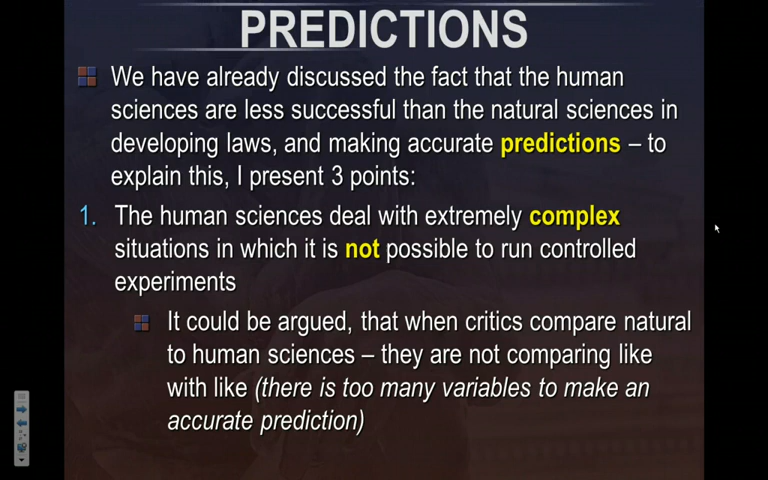 PREDICTIONS
We have already discussed the fact that the human
sciences are less successful than the natural sciences in
developing laws, and making accurate predictions – to
explain this, I present 3 points:
1. The human sciences deal with extremely complex
situations in which it is not possible to run controlled
experiments
It could be argued, that when critics compare natural
to human sciences – they are not comparing like
with like (there is too many variables to make an
accurate prediction)